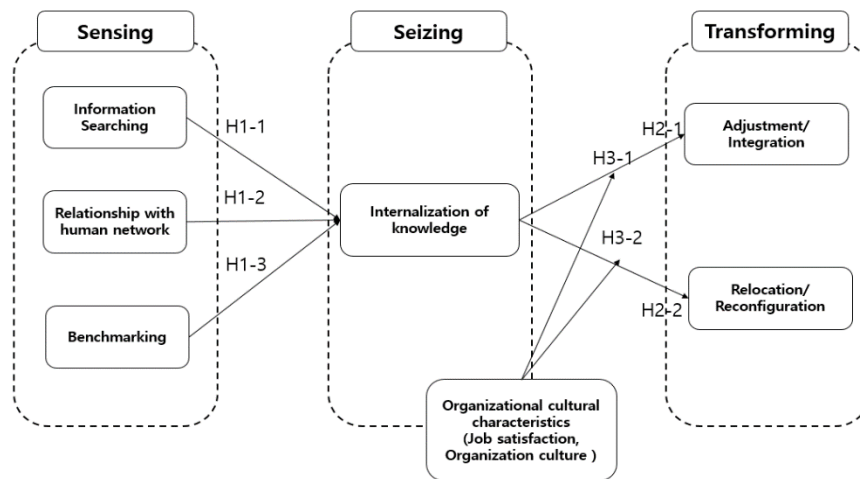 Sensing
Seizing
Transforming
Information
Searching
H1-1
H2-1
Adjustment/
Integration
H3-1
Relationship with
human network
H1-2
Internalization of
knowledge
H3-2
H1-3
Benchmarking
Relocation/
Reconfiguration
H2-2
Organizational cultural
characteristics
(Job satisfaction,
Organization culture )